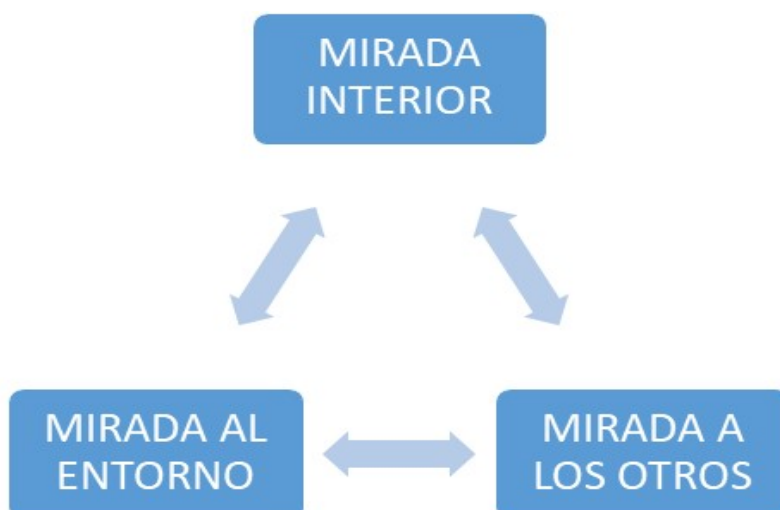 MIRADA
INTERIOR
MIRADA AL
ENTORNO
MIRADA A
LOS OTROS